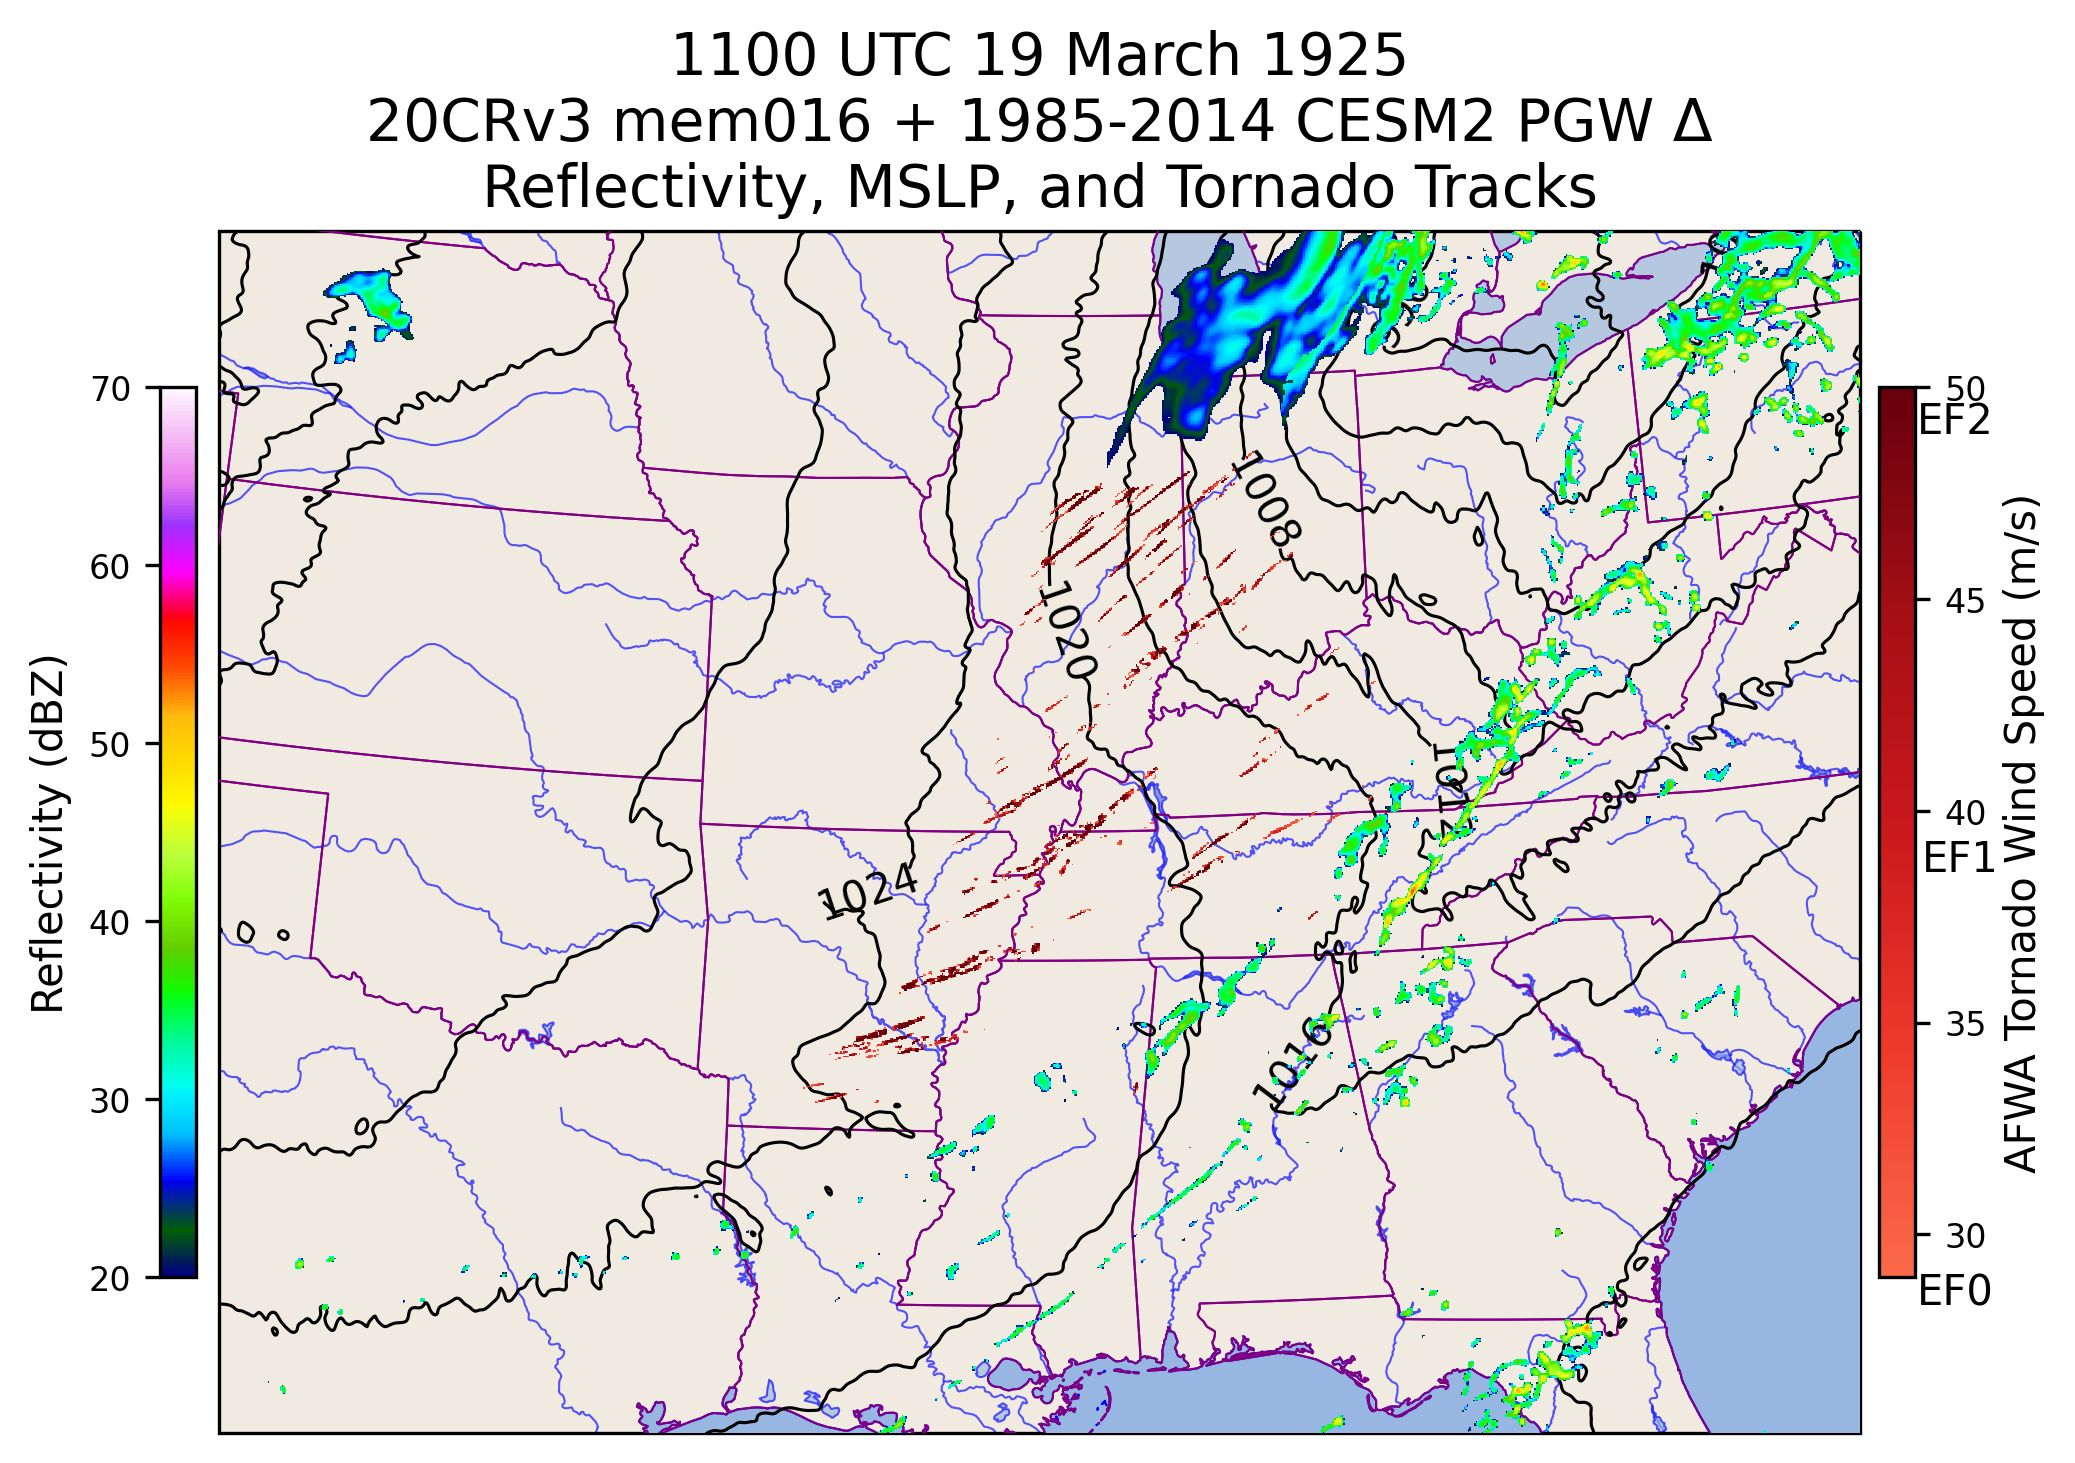 1100 UTC 19 March 1925
20CRv3 mem016 + 1985-2014 CESM2 PGW Δ
Reflectivity, MSLP, and Tornado Tracks
70
60
50
40
30
20
Reflectivity (dBZ)
1008
1020
1012
1024
1016
50
EF2
45
40
EF1
35
30
EF0
AFWA Tornado Wind Speed (m/s)